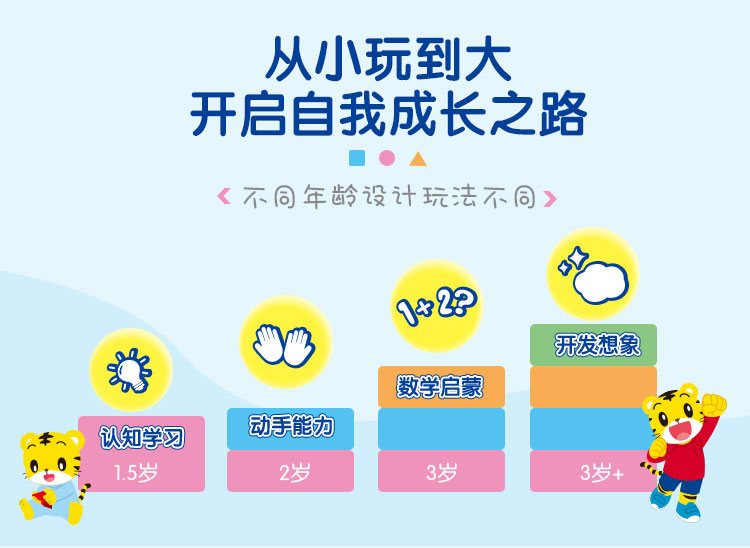 从小玩到大
开启自我成长之路
不同年龄设计玩法不同
1+2?
开发想象
数学启蒙
动手能力
认知学习
1.5岁
2岁
3岁
3岁+